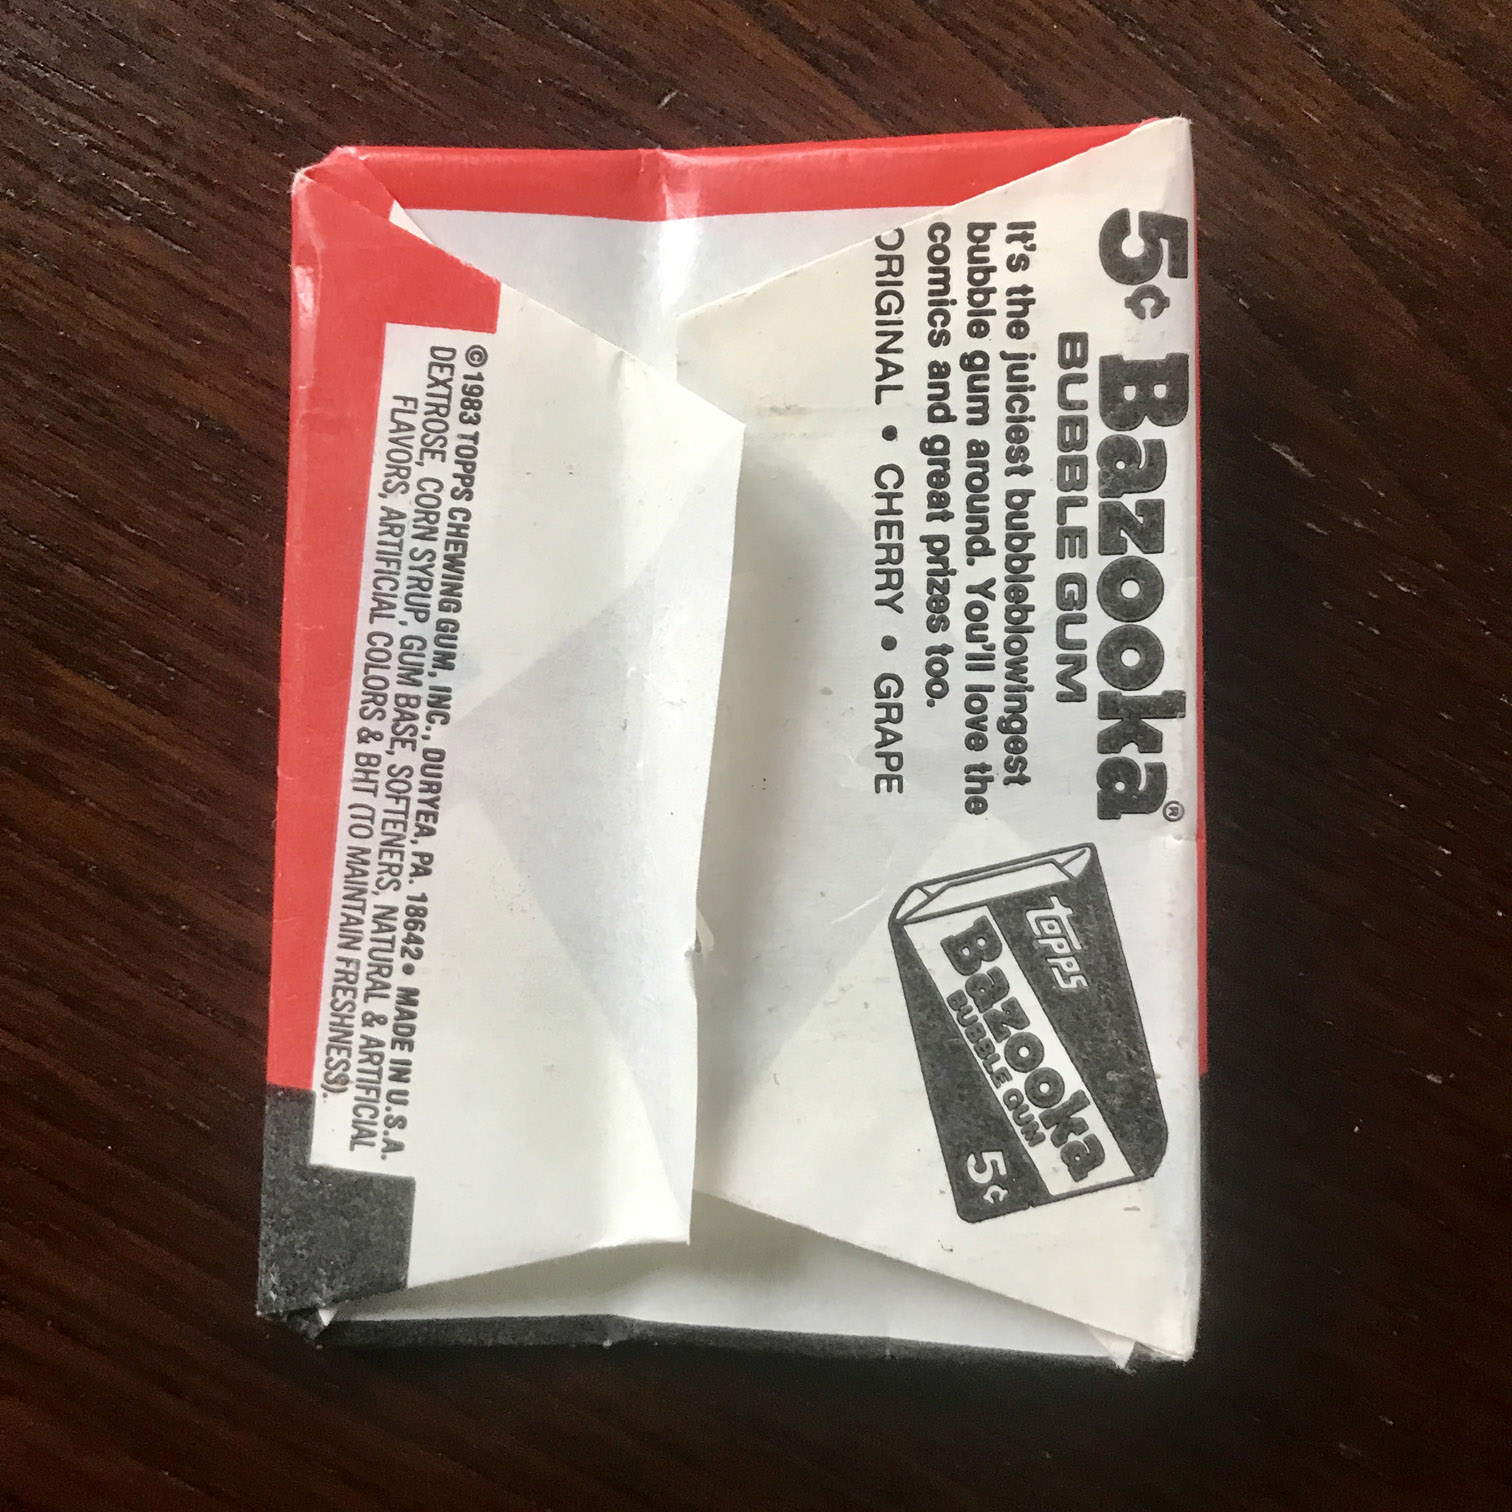 5¢ Bazooka®
BUBBLE GUM
It's the juiciest bubbleblowingest
bubble gum around. You'll love the
comics and great prizes too.
ORIGINAL • CHERRY • GRAPE
TOPPS
Bazooka
BUBBLE GUM
5¢
©1983 TOPPS CHEWING GUM, INC., DURYEA, PA. 18642 • MADE IN U.S.A.
DEXTROSE, CORN SYRUP, GUM BASE, SOFTENERS, NATURAL & ARTIFICIAL
FLAVORS, ARTIFICIAL COLORS & BHT (TO MAINTAIN FRESHNESS).